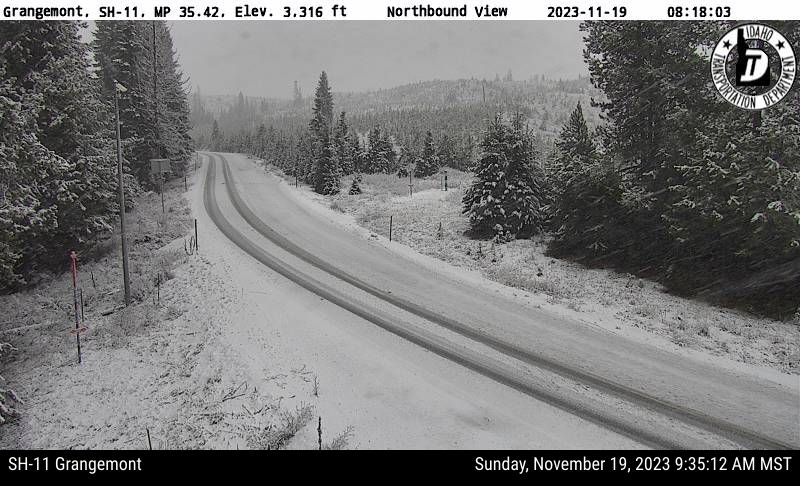 Grangemont, SH-11, MP 35.42, Elev. 3,316 ft Northbound View 2023-11-19 08:18:03
IDAHO
TRANSPORTATION DEPARTMENT
SH-11 Grangemont Sunday, November 19, 2023 9:35:12 AM MST